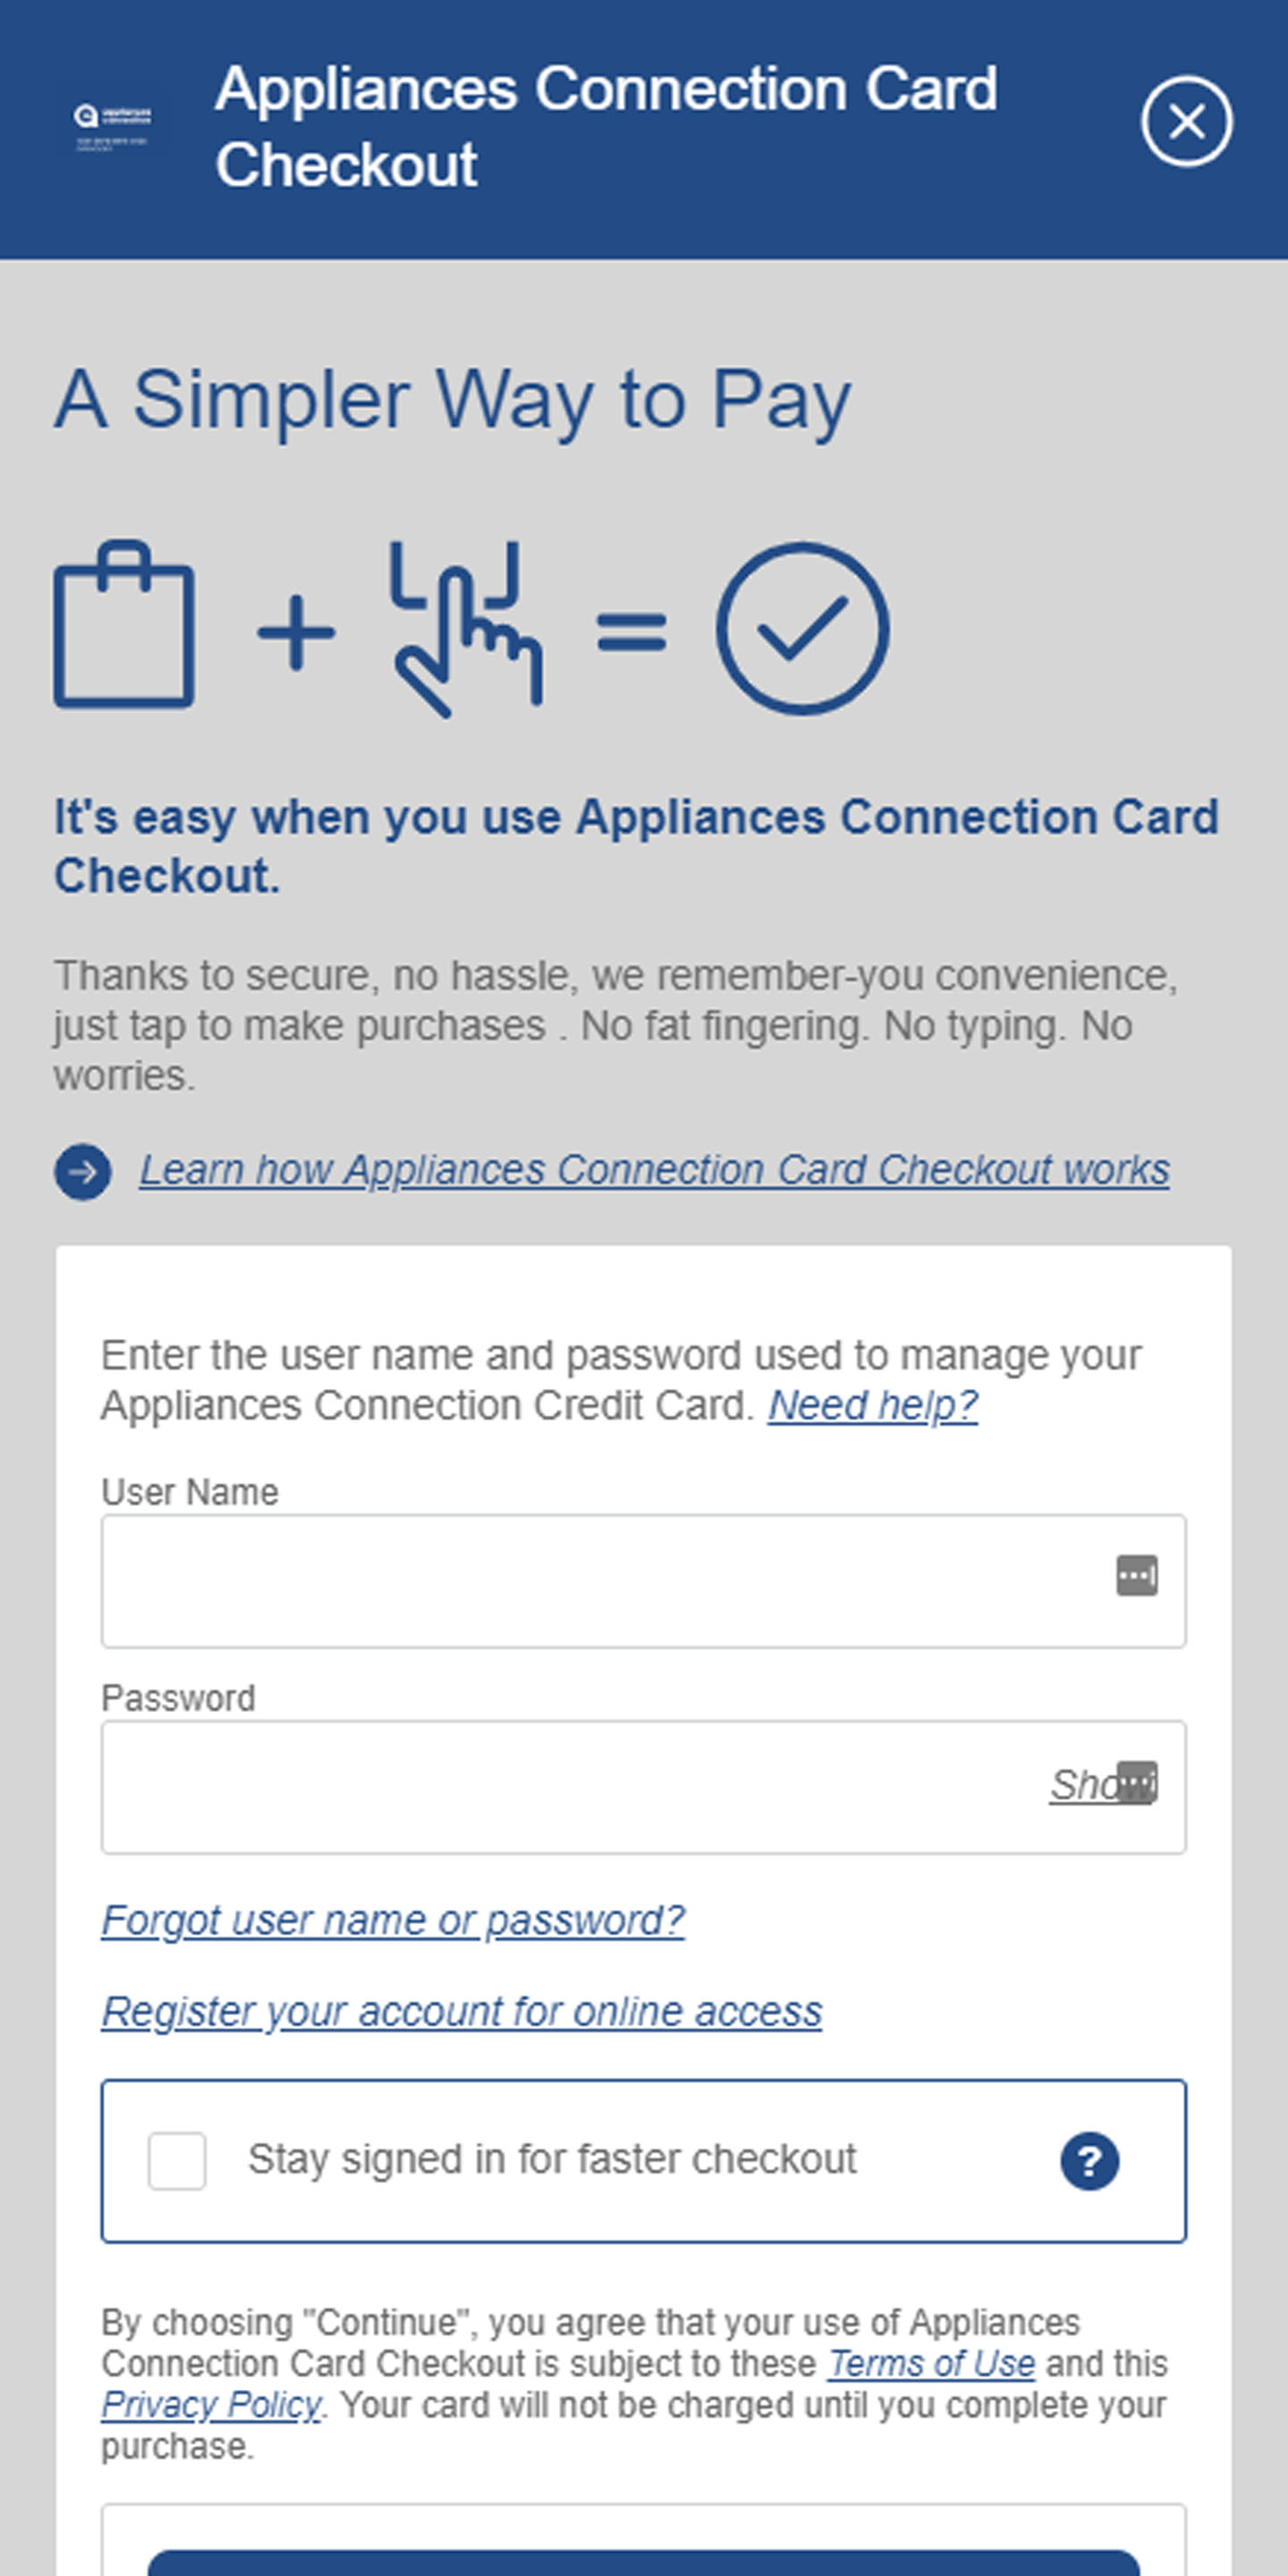 Appliances Connection Card
Checkout
A Simpler Way to Pay
It's easy when you use Appliances Connection Card
Checkout.
Thanks to secure, no hassle, we remember-you convenience,
just tap to make purchases . No fat fingering. No typing. No
worries.
Learn how Appliances Connection Card Checkout works
Enter the user name and password used to manage your
Appliances Connection Credit Card. Need help?
User Name
Password
Show
Forgot user name or password?
Register your account for online access
Stay signed in for faster checkout
?
By choosing "Continue", you agree that your use of Appliances
Connection Card Checkout is subject to these Terms of Use and this
Privacy Policy. Your card will not be charged until you complete your
purchase.